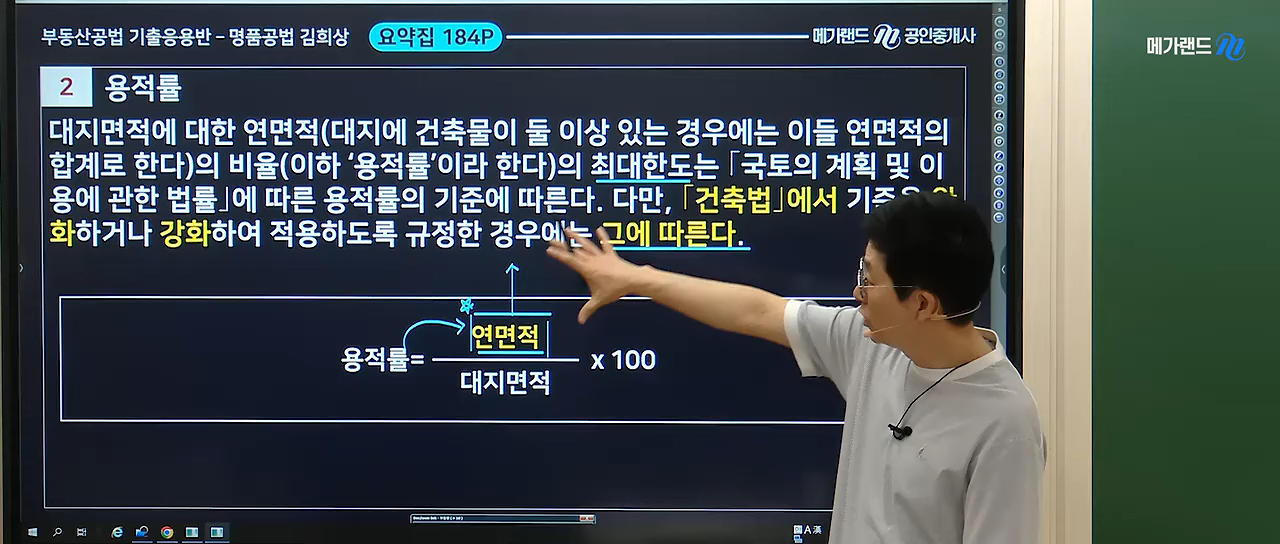 부동산공법 기출응용반 – 명품공법 김희상
요약집 184P
메가랜드 공인중개사
메가랜드
2 용적률
대지면적에 대한 연면적(대지에 건축물이 둘 이상 있는 경우에는 이들 연면적의
합계로 한다)의 비율(이하 ‘용적률’이라 한다)의 최대한도는 「국토의 계획 및 이
용에 관한 법률」에 따른 용적률의 기준에 따른다. 다만, 「건축법」에서
화하거나 강화하여 적용하도록 규정한 경우에는 그에 따른다.
연면적
용적률= x 100
대지면적
A 漢